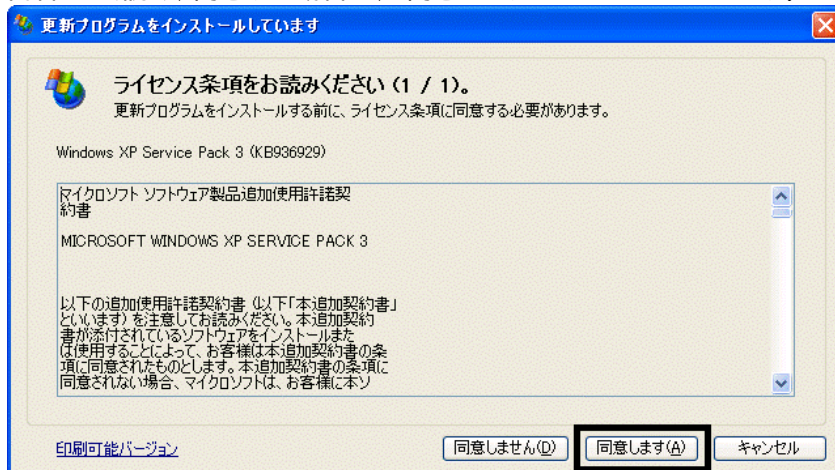 更新プログラムをインストールしています
ライセンス条項をお読みください (1 / 1)。
更新プログラムをインストールする前に、ライセンス条項に同意する必要があります。
Windows XP Service Pack 3 (KB936929)
マイクロソフト ソフトウェア製品追加使用許諾契
約書
MICROSOFT WINDOWS XP SERVICE PACK 3
以下の追加使用許諾契約書 (以下「本追加契約書」
といいます) を注意してお読みください。本追加契約
書が添付されているソフトウェアをインストールまた
は使用することによって、お客様は本追加契約書の条
項に同意されたものとします。本追加契約書の条項に
同意されない場合、マイクロソフトは、お客様に本ソ
印刷可能バージョン
同意しません(D)
同意します(A)
キャンセル